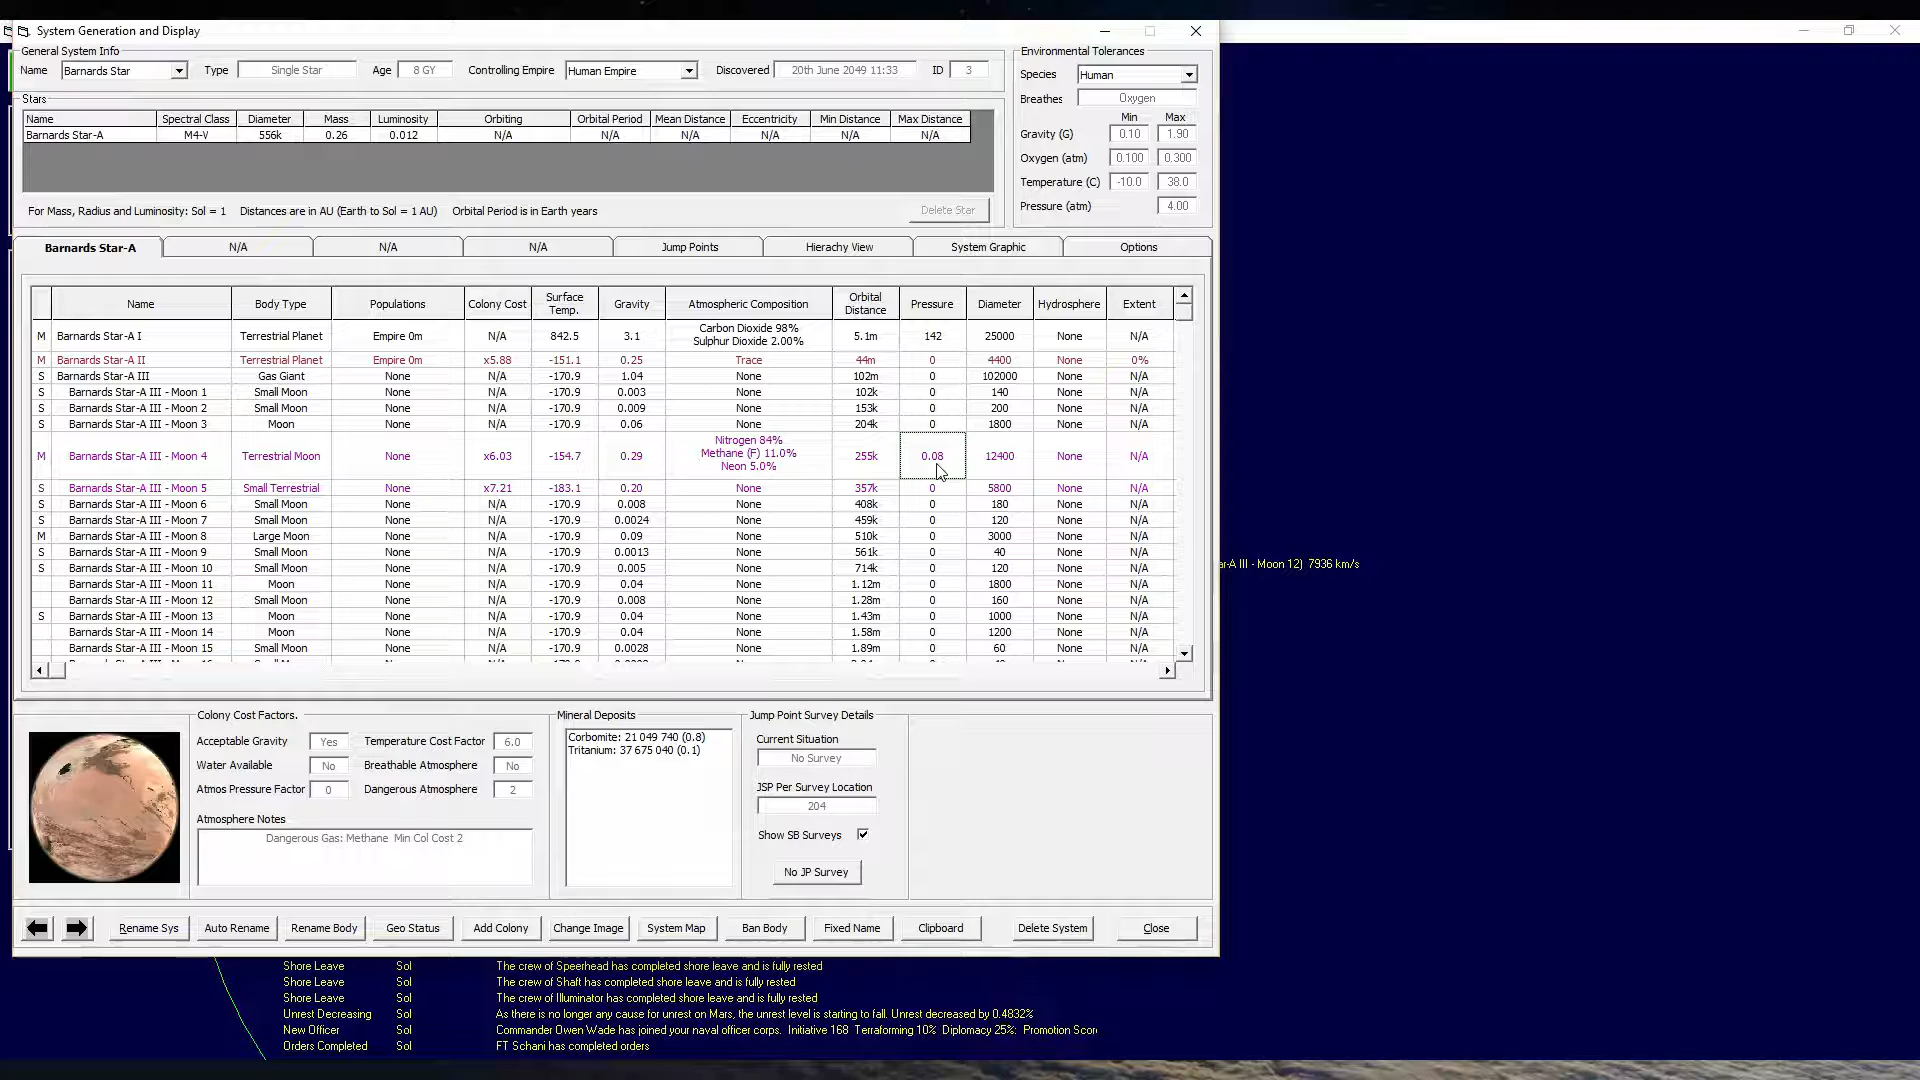 System Generation and Display
General System Info
Name Barnards Star Type Single Star Age 8 GY Controlling Empire Human Empire Discovered 20th June 2049 11:33 ID 3
Environmental Tolerances
Species Human
Breathes Oxygen
Min Max
Gravity (G) 0.10 1.90
Oxygen (atm) 0.100 0.300
Temperature (C) -10.0 38.0
Pressure (atm) 4.00
Stars
Name Spectral Class Diameter Mass Luminosity Orbiting Orbital Period Mean Distance Eccentricity Min Distance Max Distance
Barnards Star-A M4-V 556k 0.26 0.012 N/A N/A N/A N/A N/A N/A
For Mass, Radius and Luminosity: Sol = 1 Distances are in AU (Earth to Sol = 1 AU) Orbital Period is in Earth years Delete Star
Barnards Star-A N/A N/A N/A Jump Points Hierachy View System Graphic Options
Name Body Type Populations Colony Cost Surface Temp. Gravity Atmospheric Composition Orbital Distance Pressure Diameter Hydrosphere Extent
M Barnards Star-A I Terrestrial Planet Empire 0m N/A 842.5 3.1 Carbon Dioxide 98% Sulphur Dioxide 2.00% 5.1m 142 25000 None N/A
M Barnards Star-A II Terrestrial Planet Empire 0m x5.88 -151.1 0.25 Trace 44m 0 4400 None 0%
S Barnards Star-A III Gas Giant None N/A -170.9 1.04 None 102m 0 102000 None N/A
S Barnards Star-A III - Moon 1 Small Moon None N/A -170.9 0.003 None 102k 0 140 None N/A
S Barnards Star-A III - Moon 2 Small Moon None N/A -170.9 0.009 None 153k 0 200 None N/A
S Barnards Star-A III - Moon 3 Moon None N/A -170.9 0.06 None 204k 0 1800 None N/A
M Barnards Star-A III - Moon 4 Terrestrial Moon None x6.03 -154.7 0.29 Nitrogen 84% Methane (F) 11.0% Neon 5.0% 255k 0.08 12400 None N/A
S Barnards Star-A III - Moon 5 Small Terrestrial None x7.21 -183.1 0.20 None 357k 0 5800 None N/A
S Barnards Star-A III - Moon 6 Small Moon None N/A -170.9 0.008 None 408k 0 180 None N/A
S Barnards Star-A III - Moon 7 Small Moon None N/A -170.9 0.0024 None 459k 0 120 None N/A
M Barnards Star-A III - Moon 8 Large Moon None N/A -170.9 0.09 None 510k 0 3000 None N/A
S Barnards Star-A III - Moon 9 Small Moon None N/A -170.9 0.0013 None 561k 0 40 None N/A
S Barnards Star-A III - Moon 10 Small Moon None N/A -170.9 0.005 None 714k 0 120 None N/A
Barnards Star-A III - Moon 11 Moon None N/A -170.9 0.04 None 1.12m 0 1800 None N/A
Barnards Star-A III - Moon 12 Small Moon None N/A -170.9 0.008 None 1.28m 0 160 None N/A
S Barnards Star-A III - Moon 13 Moon None N/A -170.9 0.04 None 1.43m 0 1000 None N/A
Barnards Star-A III - Moon 14 Moon None N/A -170.9 0.04 None 1.58m 0 1200 None N/A
Barnards Star-A III - Moon 15 Small Moon None N/A -170.9 0.0028 None 1.89m 0 60 None N/A
ar-A III - Moon 12) 7936 km/s
Colony Cost Factors.
Acceptable Gravity Yes Temperature Cost Factor 6.0
Water Available No Breathable Atmosphere No
Atmos Pressure Factor 0 Dangerous Atmosphere 2
Atmosphere Notes
Dangerous Gas: Methane Min Col Cost 2
Mineral Deposits
Corbomite: 21 049 740 (0.8)
Tritanium: 37 675 040 (0.1)
Jump Point Survey Details
Current Situation
No Survey
JSP Per Survey Location
204
Show SB Surveys
No JP Survey
Rename Sys Auto Rename Rename Body Geo Status Add Colony Change Image System Map Ban Body Fixed Name Clipboard Delete System Close
Shore Leave Sol The crew of Speerhead has completed shore leave and is fully rested
Shore Leave Sol The crew of Shaft has completed shore leave and is fully rested
Shore Leave Sol The crew of Illuminator has completed shore leave and is fully rested
Unrest Decreasing Sol As there is no longer any cause for unrest on Mars, the unrest level is starting to fall. Unrest decreased by 0.4832%
New Officer Sol Commander Owen Wade has joined your naval officer corps. Initiative 168 Terraforming 10% Diplomacy 25%: Promotion Scor
Orders Completed Sol FT Schani has completed orders